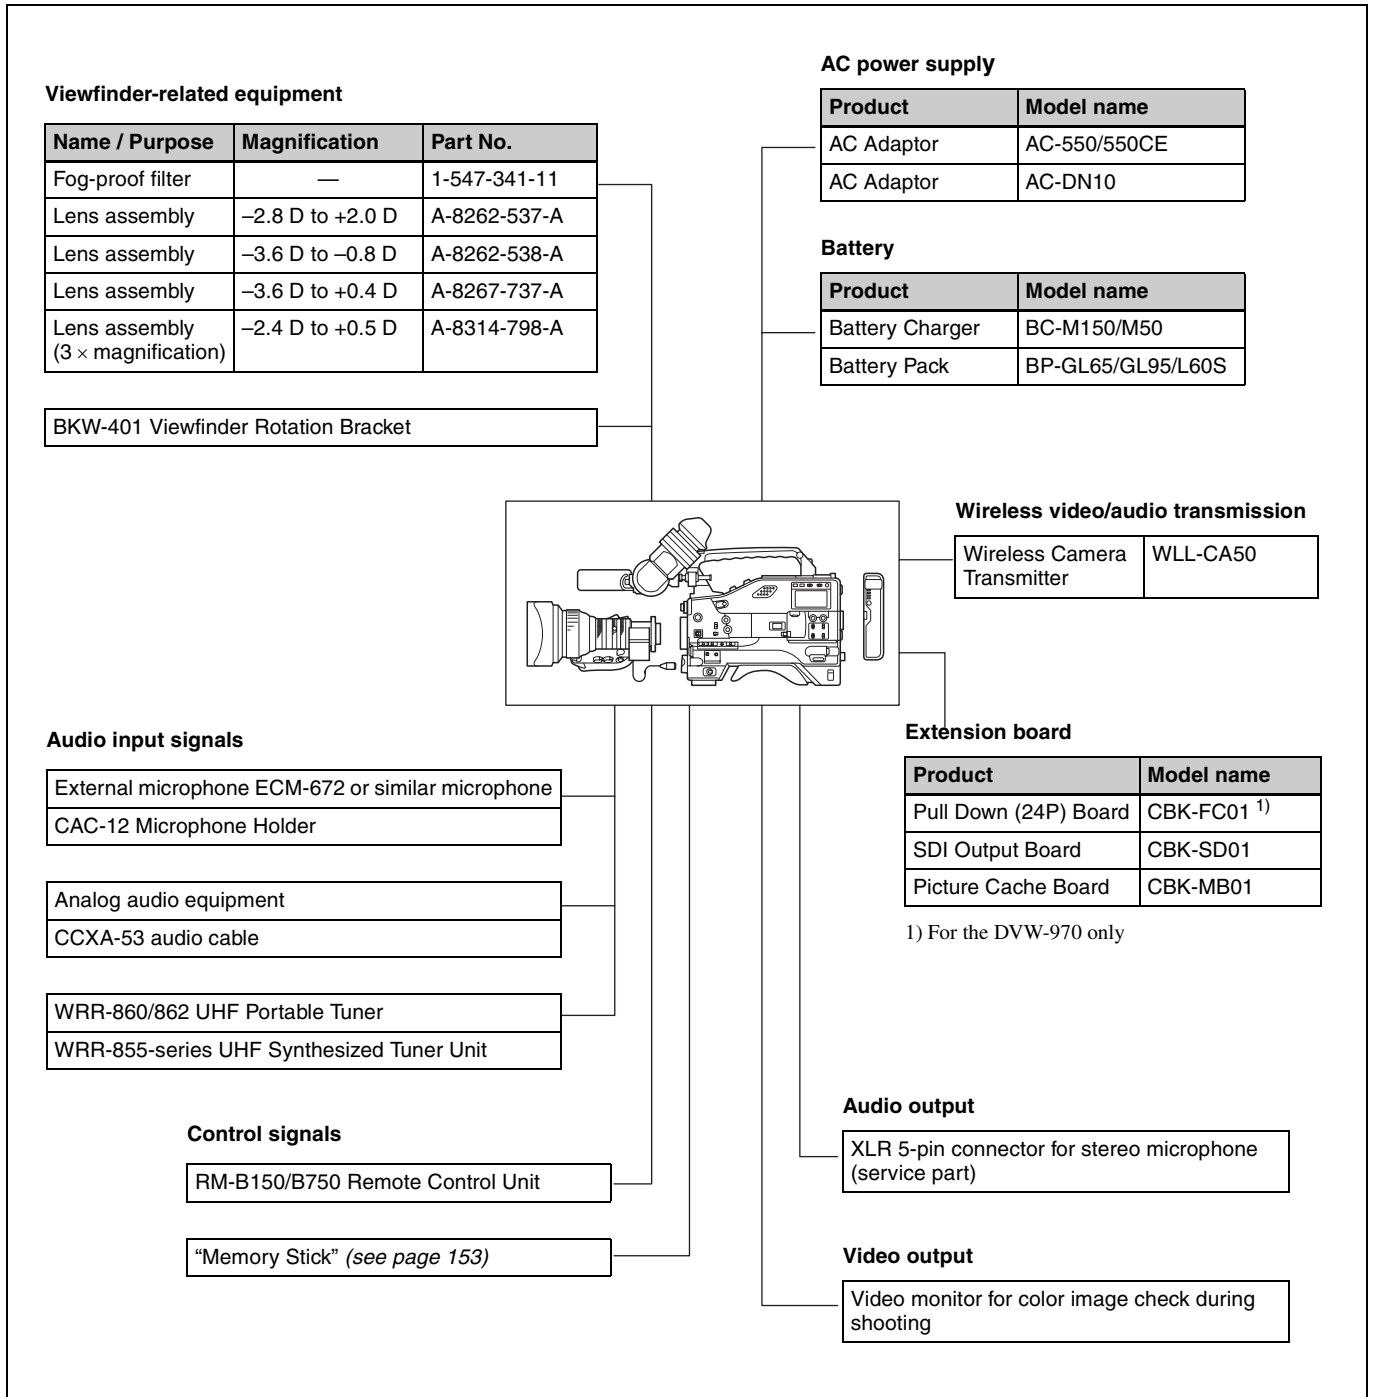 Viewfinder-related equipment
Name / Purpose Magnification Part No.
Fog-proof filter — 1-547-341-11
Lens assembly –2.8 D to +2.0 D A-8262-537-A
Lens assembly –3.6 D to –0.8 D A-8262-538-A
Lens assembly –3.6 D to +0.4 D A-8267-737-A
Lens assembly –2.4 D to +0.5 D A-8314-798-A
(3 × magnification)
BKW-401 Viewfinder Rotation Bracket
AC power supply
Product Model name
AC Adaptor AC-550/550CE
AC Adaptor AC-DN10
Battery
Product Model name
Battery Charger BC-M150/M50
Battery Pack BP-GL65/GL95/L60S
Wireless video/audio transmission
Wireless Camera WLL-CA50
Transmitter
Extension board
Product Model name
Pull Down (24P) Board CBK-FC01 1)
SDI Output Board CBK-SD01
Picture Cache Board CBK-MB01
1) For the DVW-970 only
Audio input signals
External microphone ECM-672 or similar microphone
CAC-12 Microphone Holder
Analog audio equipment
CCXA-53 audio cable
WRR-860/862 UHF Portable Tuner
WRR-855-series UHF Synthesized Tuner Unit
Control signals
RM-B150/B750 Remote Control Unit
“Memory Stick” (see page 153)
Audio output
XLR 5-pin connector for stereo microphone
(service part)
Video output
Video monitor for color image check during
shooting